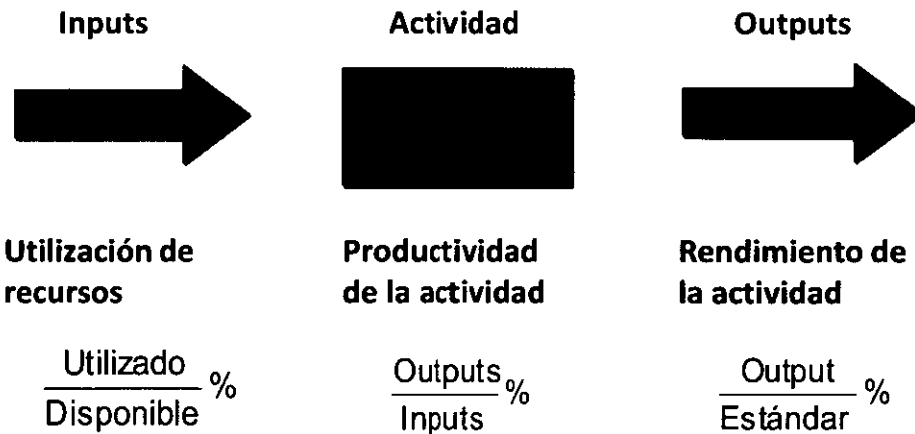 Inputs Actividad Outputs
Utilización de Productividad Rendimiento de
recursos de la actividad la actividad
Utilizado
Disponible %
Outputs
Inputs %
Output
Estándar %